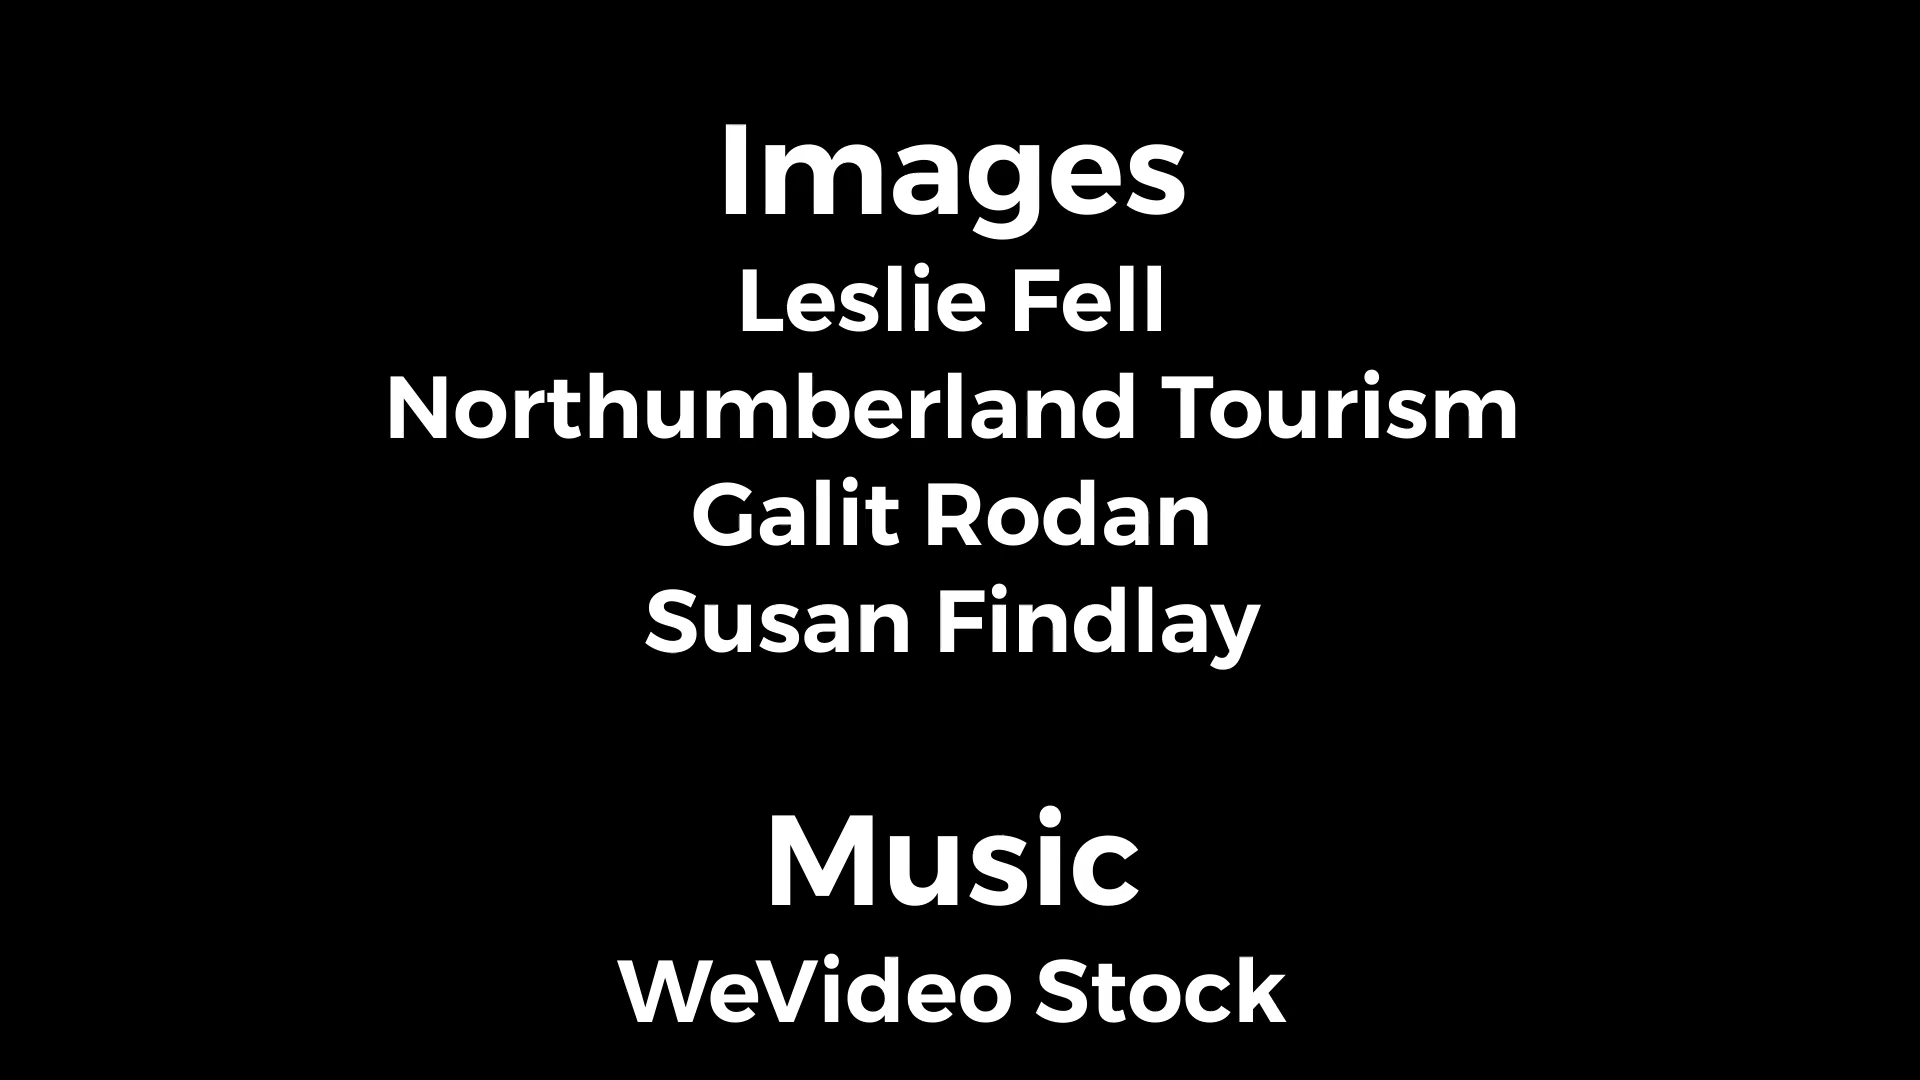 Images
Leslie Fell
Northumberland Tourism
Galit Rodan
Susan Findlay
Music
WeVideo Stock